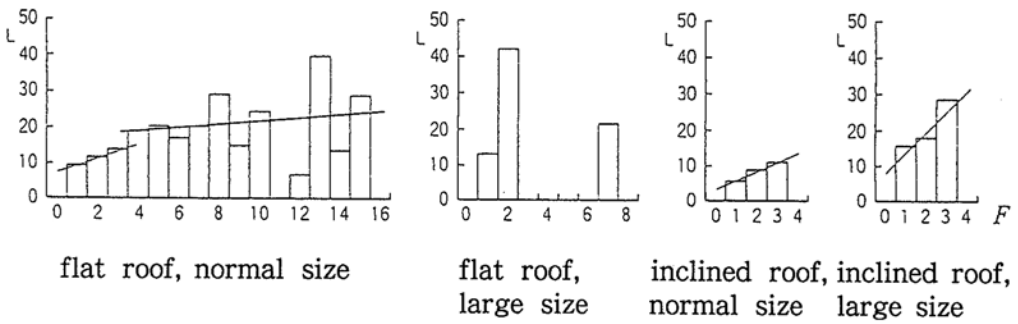 50
40
30
20
10
0
L
0 2 4 6 8 10 12 14 16
flat roof, normal size
50
40
30
20
10
0
L
0 2 4 6 8
flat roof,
large size
50
40
30
20
10
0
L
0 1 2 3 4
inclined roof,
normal size
50
40
30
20
10
0
L
0 1 2 3 4 F
inclined roof,
large size